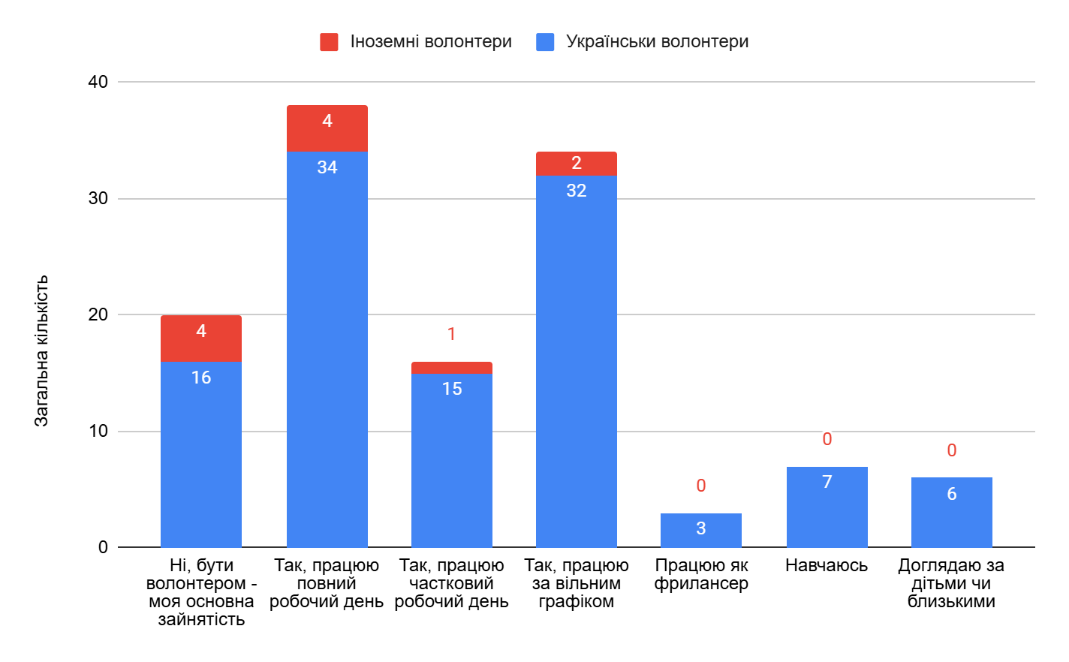 Іноземні волонтери
Українськи волонтери
Загальна кількість
40
30
20
10
0
4
16
4
34
1
15
2
32
0
3
0
7
0
6
Ні, бути
волонтером -
моя основна
зайнятість
Так, працюю
повний
робочий день
Так, працюю
частковий
робочий день
Так, працюю
за вільним
графіком
Працюю як
фрилансер
Навчаюсь
Доглядаю за
дітьми чи
близькими